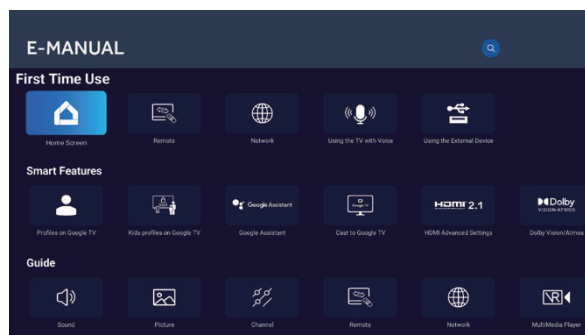 E-MANUAL
First Time Use
Home Screen
Remote
Network
Using the TV with Voice
Using the External Device
Smart Features
Google Assistant
Google TV
HDMI 2.1
Dolby
VISION·ATMOS
Profiles on Google TV
Kids profiles on Google TV
Google Assistant
Cast to Google TV
HDMI Advanced Settings
Dolby Vision/Atmos
Guide
Sound
Picture
Channel
Remote
Network
MultiMedia Player